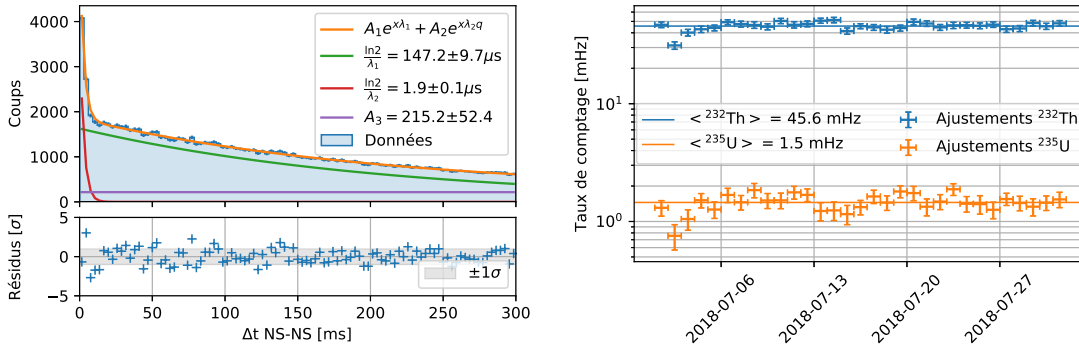 4000
3000
2000
1000
0
Coups
A₁e^{xλ₁} + A₂e^{xλ₂q}
ln2/λ₁ = 147.2±9.7μs
ln2/λ₂ = 1.9±0.1μs
A₃ = 215.2±52.4
Données
5
0
−5
Résidus [σ]
±1σ
0 50 100 150 200 250 300
Δt NS-NS [ms]
Taux de comptage [mHz]
10¹
10⁰
< ²³²Th > = 45.6 mHz
< ²³⁵U > = 1.5 mHz
Ajustements ²³²Th
Ajustements ²³⁵U
2018-07-06
2018-07-13
2018-07-20
2018-07-27